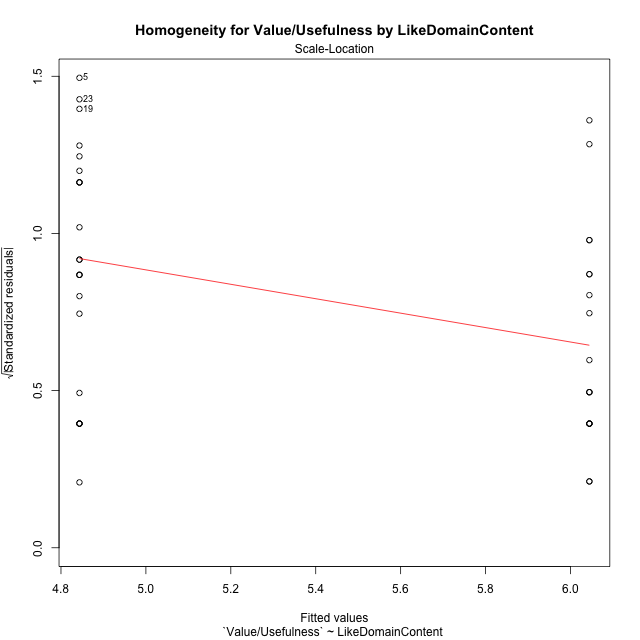 Homogeneity for Value/Usefulness by LikeDomainContent
Scale-Location
√|Standardized residuals|
1.5
1.0
0.5
0.0
5
23
19
4.8 5.0 5.2 5.4 5.6 5.8 6.0
Fitted values
`Value/Usefulness` ~ LikeDomainContent